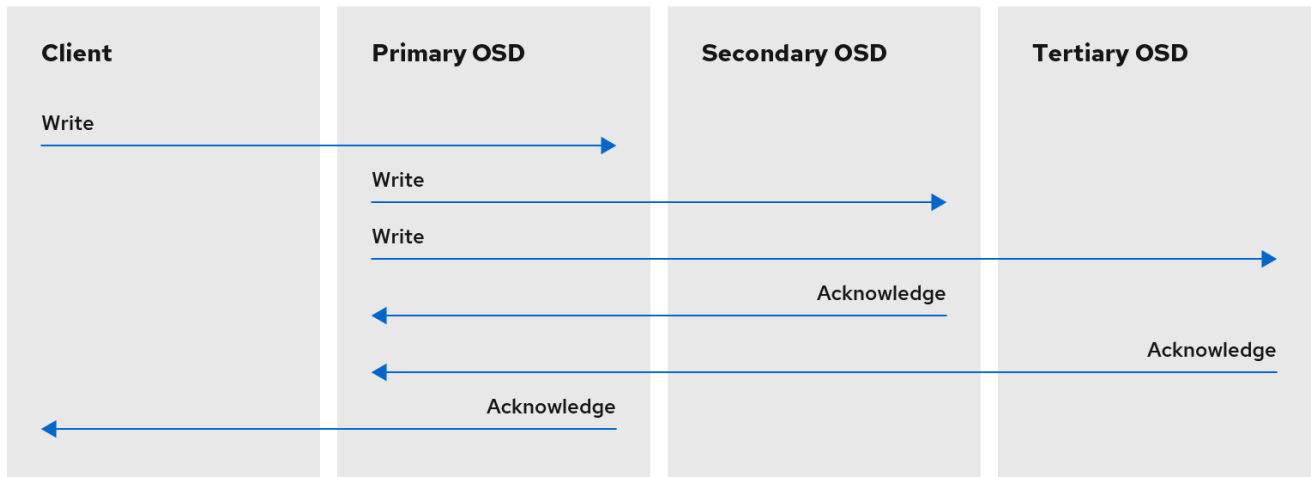 Client
Primary OSD
Secondary OSD
Tertiary OSD
Write
Write
Write
Acknowledge
Acknowledge
Acknowledge